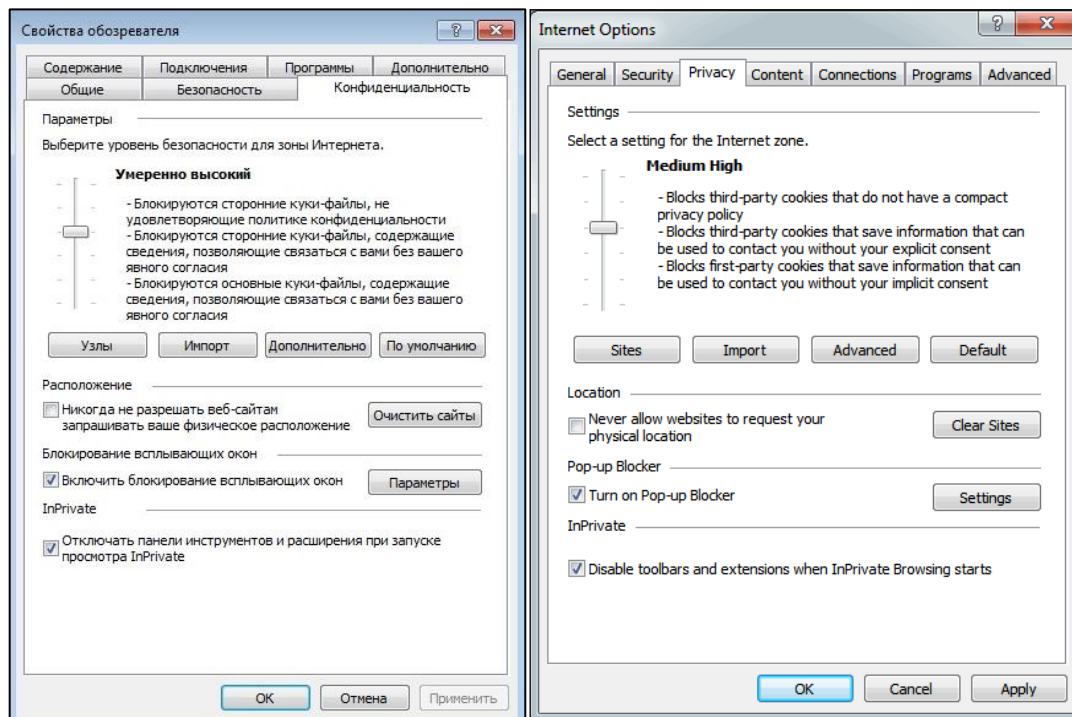 Свойства обозревателя
Содержание Подключения Программы Дополнительно
Общие Безопасность Конфиденциальность
Параметры
Выберите уровень безопасности для зоны Интернета.
Умеренно высокий
- Блокируются сторонние куки-файлы, не
удовлетворяющие политике конфиденциальности
- Блокируются сторонние куки-файлы, содержащие
сведения, позволяющие связаться с вами без вашего
явного согласия
- Блокируются основные куки-файлы, содержащие
сведения, позволяющие связаться с вами без вашего
явного согласия
Узлы Импорт Дополнительно По умолчанию
Расположение
Никогда не разрешать веб-сайтам
запрашивать ваше физическое расположение
Очистить сайты
Блокирование всплывающих окон
Включить блокирование всплывающих окон Параметры
InPrivate
Отключать панели инструментов и расширения при запуске
просмотра InPrivate
ОК Отмена Применить
Internet Options
General Security Privacy Content Connections Programs Advanced
Settings
Select a setting for the Internet zone.
Medium High
- Blocks third-party cookies that do not have a compact
privacy policy
- Blocks third-party cookies that save information that can
be used to contact you without your explicit consent
- Blocks first-party cookies that save information that can
be used to contact you without your implicit consent
Sites Import Advanced Default
Location
Never allow websites to request your
physical location
Clear Sites
Pop-up Blocker
Turn on Pop-up Blocker Settings
InPrivate
Disable toolbars and extensions when InPrivate Browsing starts
OK Cancel Apply